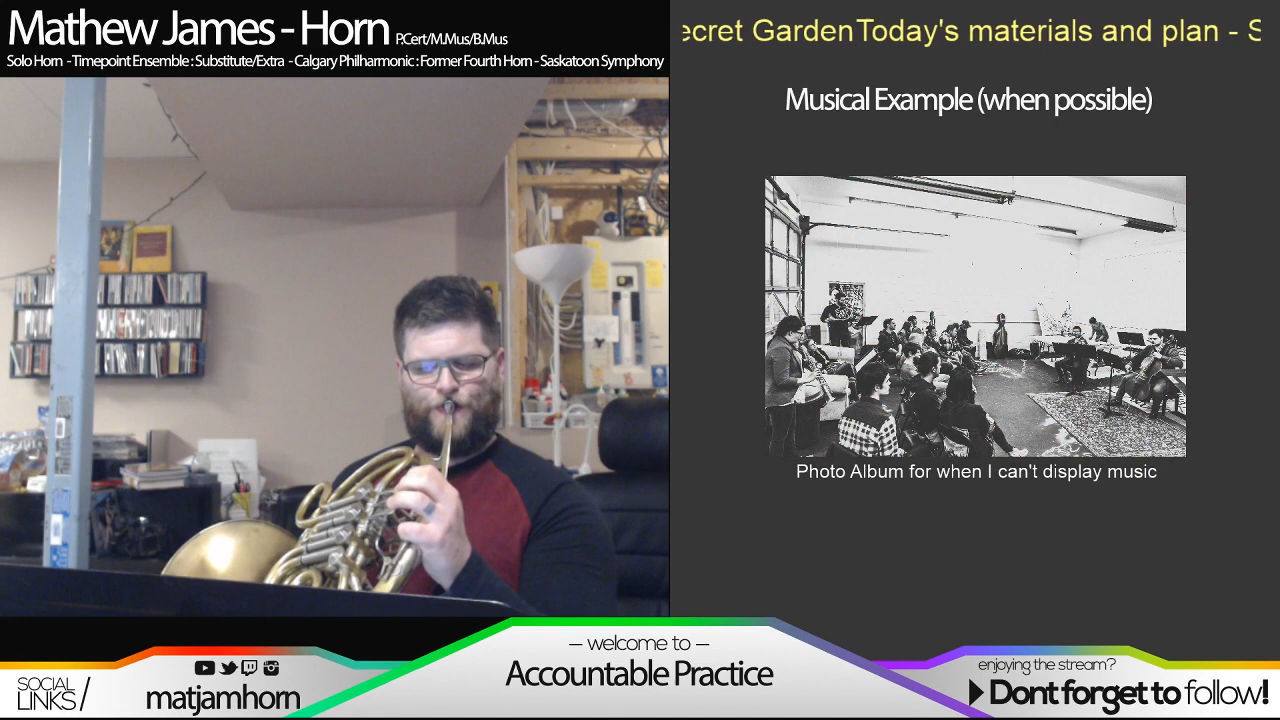 Mathew James - Horn P.Cert/M.Mus/B.Mus
Solo Horn - Timepoint Ensemble : Substitute/Extra - Calgary Philharmonic : Former Fourth Horn - Saskatoon Symphony
ecret GardenToday's materials and plan - S
Musical Example (when possible)
Photo Album for when I can't display music
SOCIAL
LINKS /
matjamhorn
– welcome to –
Accountable Practice
enjoying the stream?
Dont forget to follow!